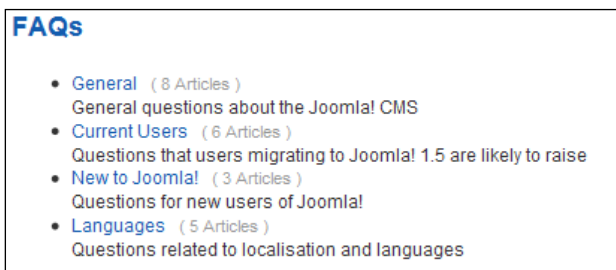 FAQs
General ( 8 Articles )
General questions about the Joomla! CMS
Current Users ( 6 Articles )
Questions that users migrating to Joomla! 1.5 are likely to raise
New to Joomla! ( 3 Articles )
Questions for new users of Joomla!
Languages ( 5 Articles )
Questions related to localisation and languages